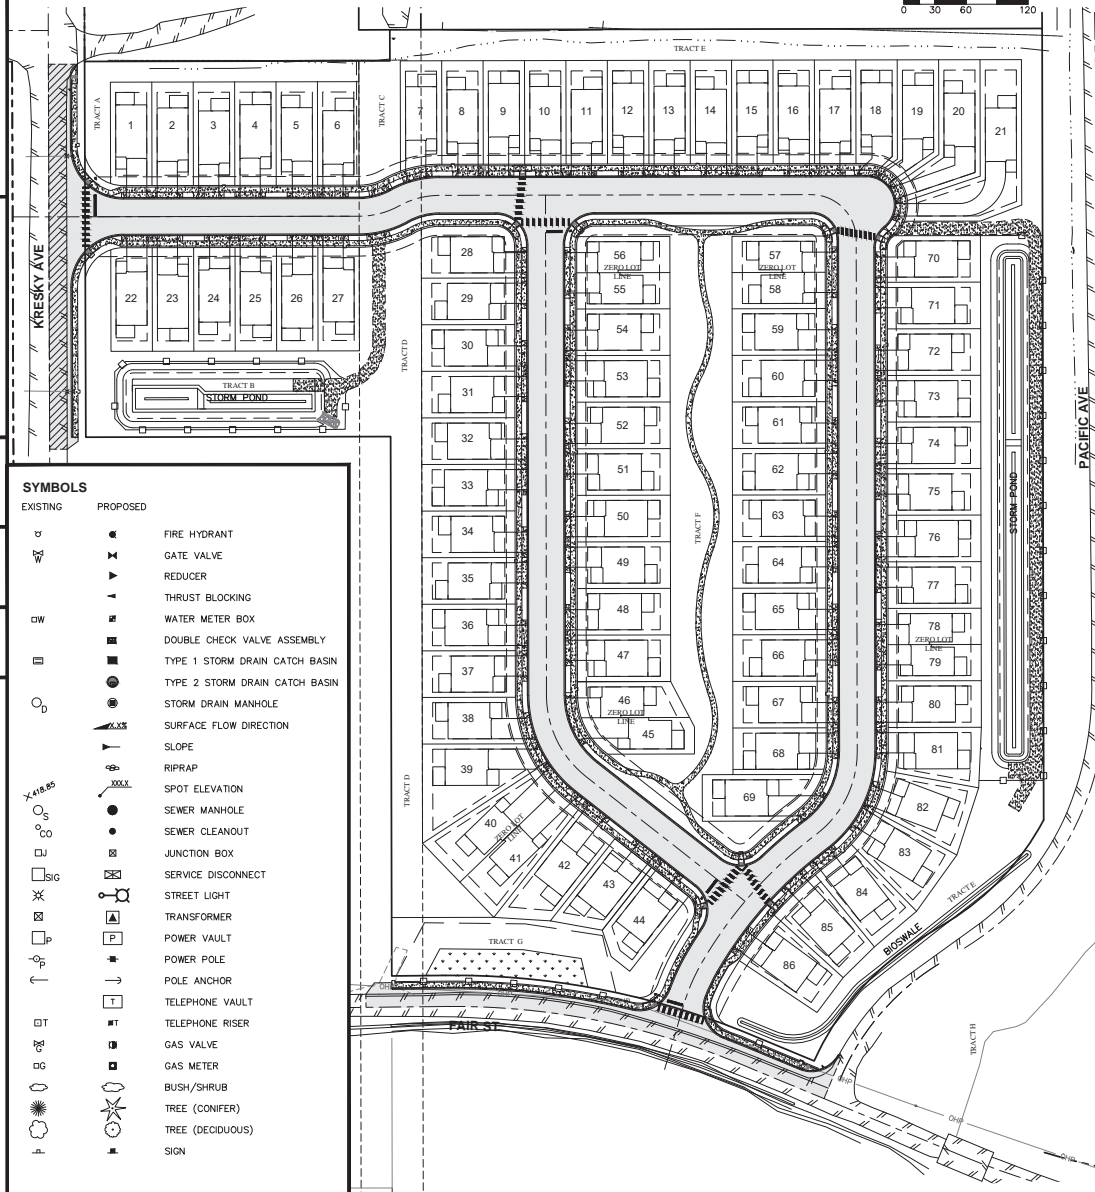 0 30 60 120
TRACT E
TRACT A
TRACT C
1 2 3 4 5 6 7 8 9 10 11 12 13 14 15 16 17 18 19 20 21
KRESKY AVE
22 23 24 25 26 27
TRACT B
STORM POND
TRACT D
28
29
30
31
32
33
34
35
36
37
38
39
TRACT D
40
ZERO LOT
LINE
41
42
43
44
56
ZERO LOT
LINE
55
54
53
52
51
50
49
48
47
46
ZERO LOT
LINE
45
TRACT F
57
ZERO LOT
LINE
58
59
60
61
62
63
64
65
66
67
68
69
70
71
72
73
74
75
76
77
78
ZERO LOT
LINE
79
80
81
82
83
84
85
86
STORM POND
PACIFIC AVE
TRACT E
BIOSWALE
TRACT G
FAIR ST
TRACT H
OHP
OHP
OHP
OHP
SYMBOLS
EXISTING PROPOSED
FIRE HYDRANT
W GATE VALVE
REDUCER
THRUST BLOCKING
W WATER METER BOX
DOUBLE CHECK VALVE ASSEMBLY
TYPE 1 STORM DRAIN CATCH BASIN
TYPE 2 STORM DRAIN CATCH BASIN
D STORM DRAIN MANHOLE
X.X% SURFACE FLOW DIRECTION
SLOPE
RIPRAP
418.85 XXX.X SPOT ELEVATION
S SEWER MANHOLE
CO SEWER CLEANOUT
J JUNCTION BOX
SIG SERVICE DISCONNECT
STREET LIGHT
TRANSFORMER
P P POWER VAULT
P POWER POLE
POLE ANCHOR
T TELEPHONE VAULT
T T TELEPHONE RISER
G GAS VALVE
G GAS METER
BUSH/SHRUB
TREE (CONIFER)
TREE (DECIDUOUS)
SIGN